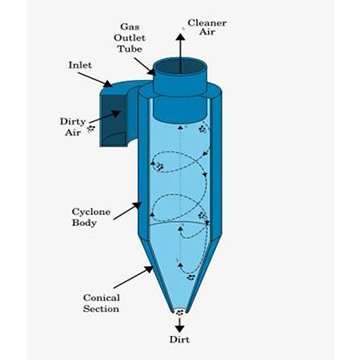 Gas
Outlet
Tube
Cleaner
Air
Inlet
Dirty
Air
Cyclone
Body
Conical
Section
Dirt